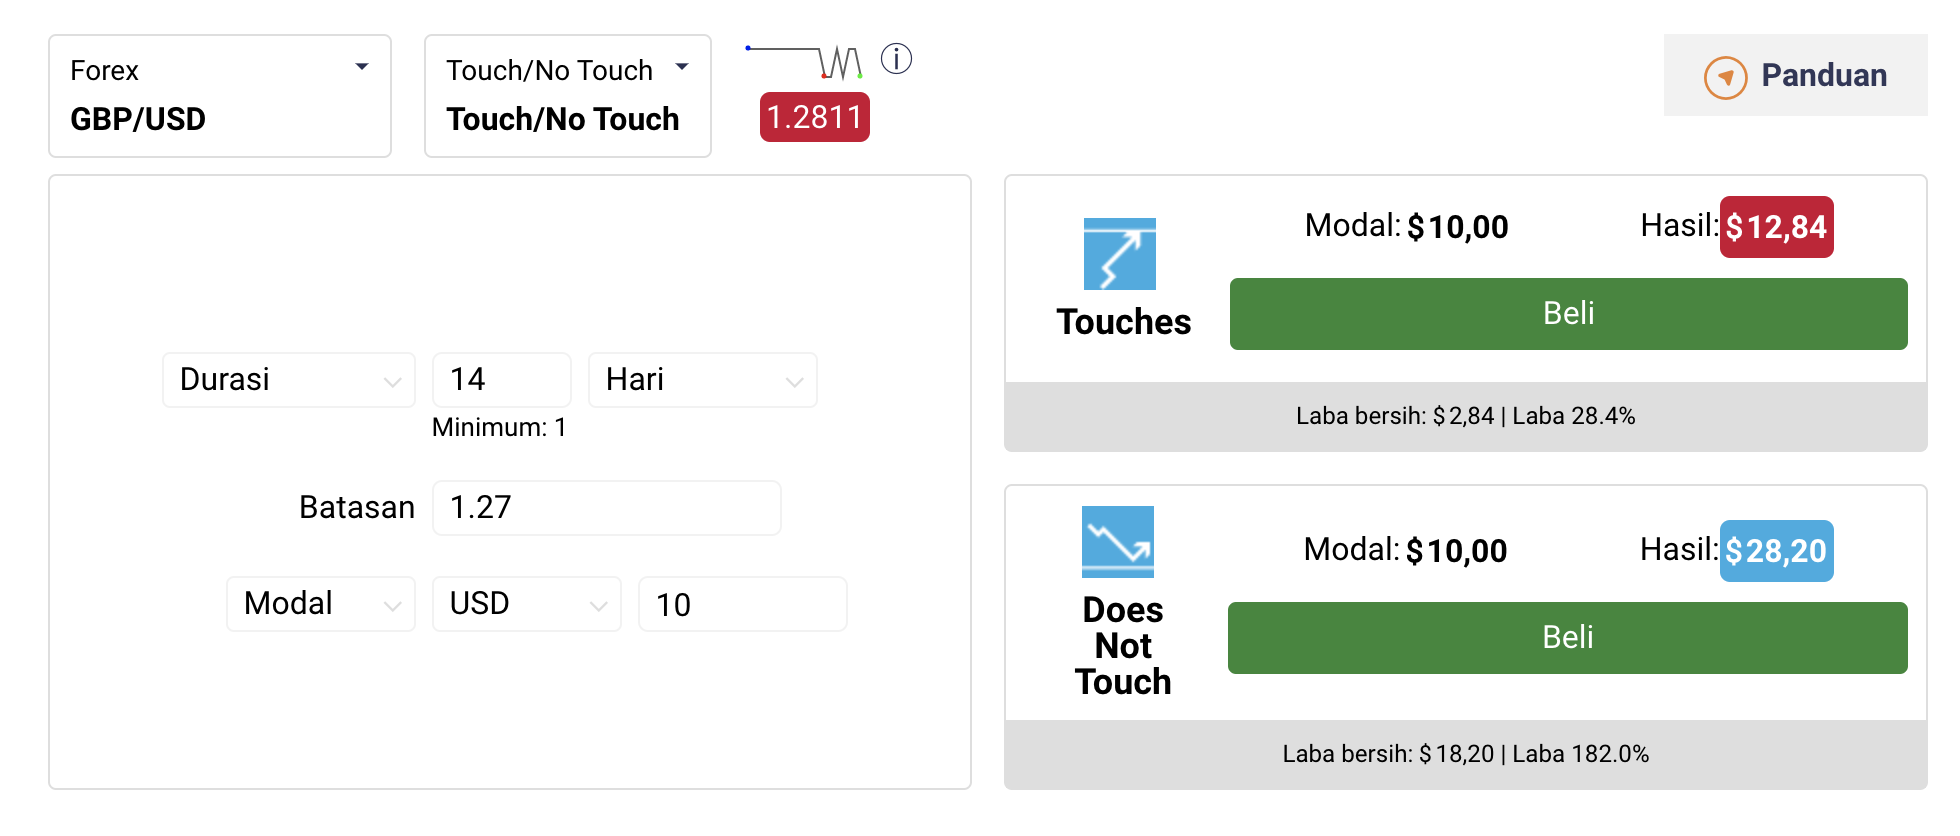 Forex
GBP/USD
Touch/No Touch
Touch/No Touch
1.2811
Panduan
Durasi 14 Hari
Minimum: 1
Batasan 1.27
Modal USD 10
Modal: $10,00 Hasil: $12,84
Touches
Beli
Laba bersih: $2,84 | Laba 28.4%
Modal: $10,00 Hasil: $28,20
Does
Not
Touch
Beli
Laba bersih: $18,20 | Laba 182.0%